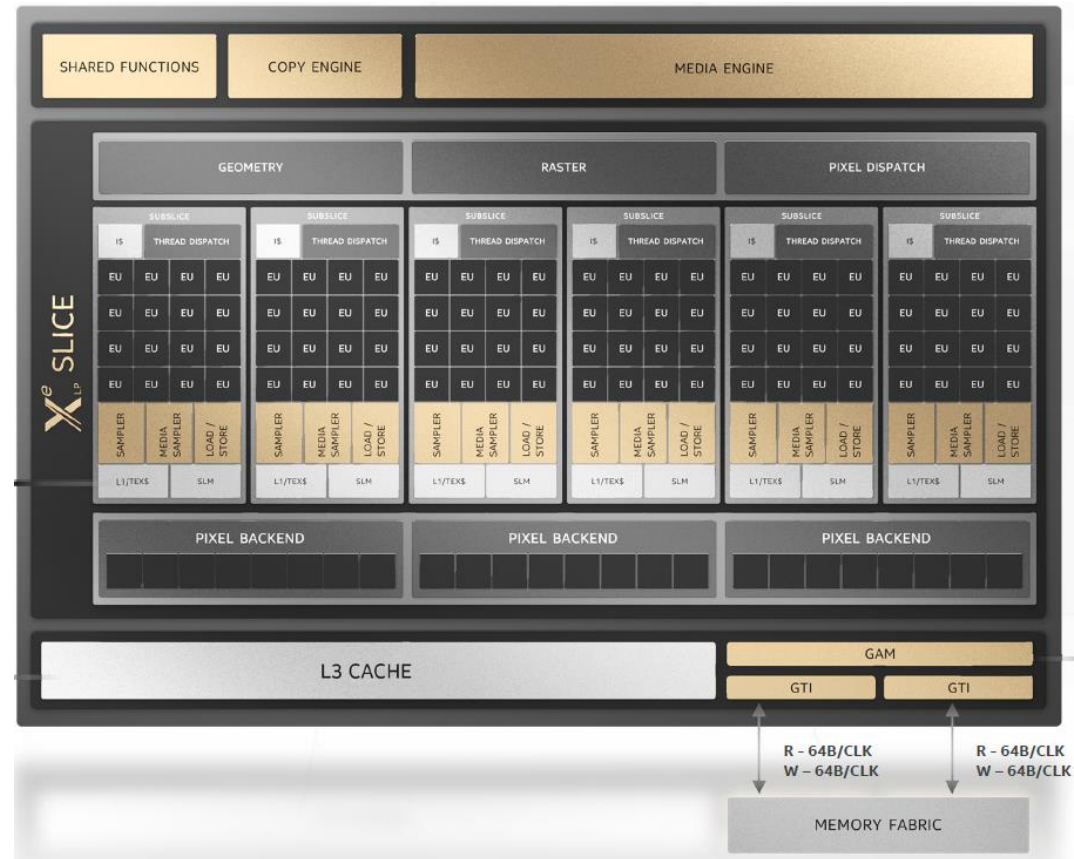 SHARED FUNCTIONS
COPY ENGINE
MEDIA ENGINE
GEOMETRY
RASTER
PIXEL DISPATCH
Xe LP SLICE
SUBSLICE SUBSLICE SUBSLICE SUBSLICE SUBSLICE SUBSLICE
I$ THREAD DISPATCH I$ THREAD DISPATCH I$ THREAD DISPATCH I$ THREAD DISPATCH I$ THREAD DISPATCH I$ THREAD DISPATCH
EU EU EU EU EU EU EU EU EU EU EU EU EU EU EU EU EU EU EU EU EU EU EU EU
EU EU EU EU EU EU EU EU EU EU EU EU EU EU EU EU EU EU EU EU EU EU EU EU
EU EU EU EU EU EU EU EU EU EU EU EU EU EU EU EU EU EU EU EU EU EU EU EU
EU EU EU EU EU EU EU EU EU EU EU EU EU EU EU EU EU EU EU EU EU EU EU EU
SAMPLER MEDIA SAMPLER LOAD / STORE SAMPLER MEDIA SAMPLER LOAD / STORE SAMPLER MEDIA SAMPLER LOAD / STORE SAMPLER MEDIA SAMPLER LOAD / STORE SAMPLER MEDIA SAMPLER LOAD / STORE SAMPLER MEDIA SAMPLER LOAD / STORE
L1/TEX$ SLM L1/TEX$ SLM L1/TEX$ SLM L1/TEX$ SLM L1/TEX$ SLM L1/TEX$ SLM
PIXEL BACKEND PIXEL BACKEND PIXEL BACKEND
L3 CACHE
GAM
GTI GTI
R - 64B/CLK
W – 64B/CLK
R - 64B/CLK
W – 64B/CLK
MEMORY FABRIC